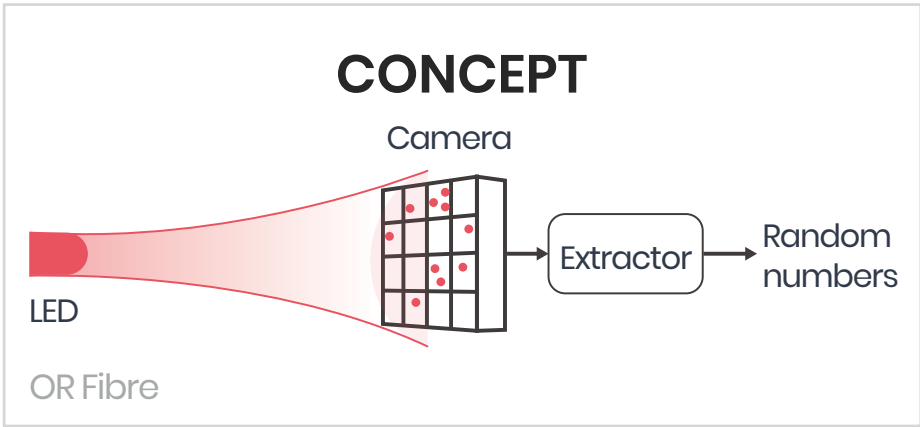 CONCEPT
Camera
Extractor
Random
numbers
LED
OR Fibre